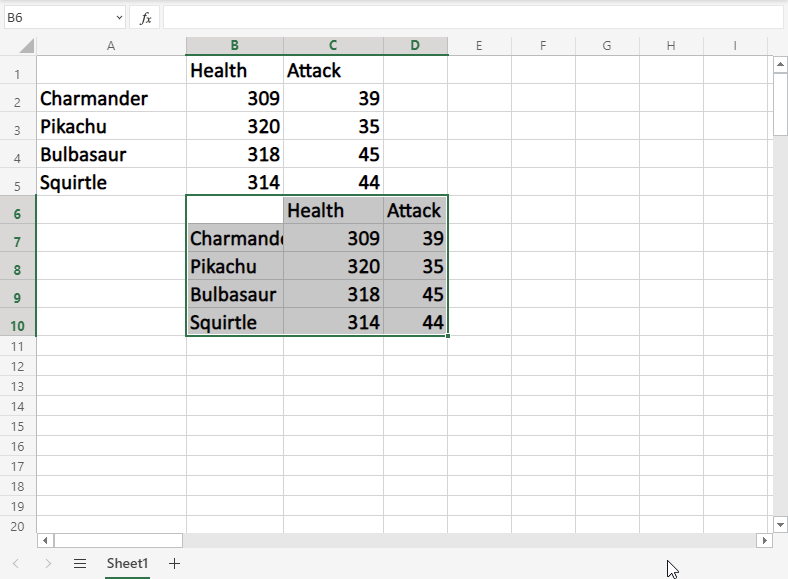 B6 fx
A B C D E F G H I
1 Health Attack
2 Charmander 309 39
3 Pikachu 320 35
4 Bulbasaur 318 45
5 Squirtle 314 44
6 Health Attack
7 Charmand 309 39
8 Pikachu 320 35
9 Bulbasaur 318 45
10 Squirtle 314 44
11
12
13
14
15
16
17
18
19
20
Sheet1